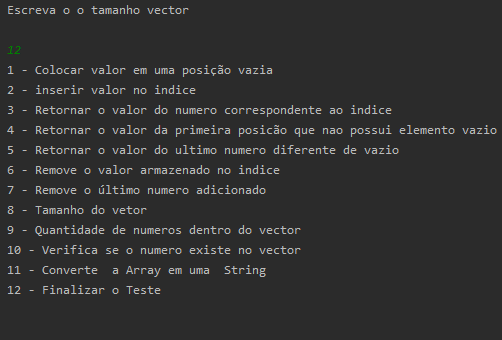 Escreva o o tamanho vector
12
1 - Colocar valor em uma posição vazia
2 - inserir valor no indice
3 - Retornar o valor do numero correspondente ao indice
4 - Retornar o valor da primeira posicão que nao possui elemento vazio
5 - Retornar do valor do ultimo numero diferente de vazio
6 - Remove o valor armazenado no indice
7 - Remove o último numero adicionado
8 - Tamanho do vetor
9 - Quantidade de numeros dentro do vector
10 - Verifica se o numero existe no vector
11 - Converte  a Array em uma  String
12 - Finalizar o Teste